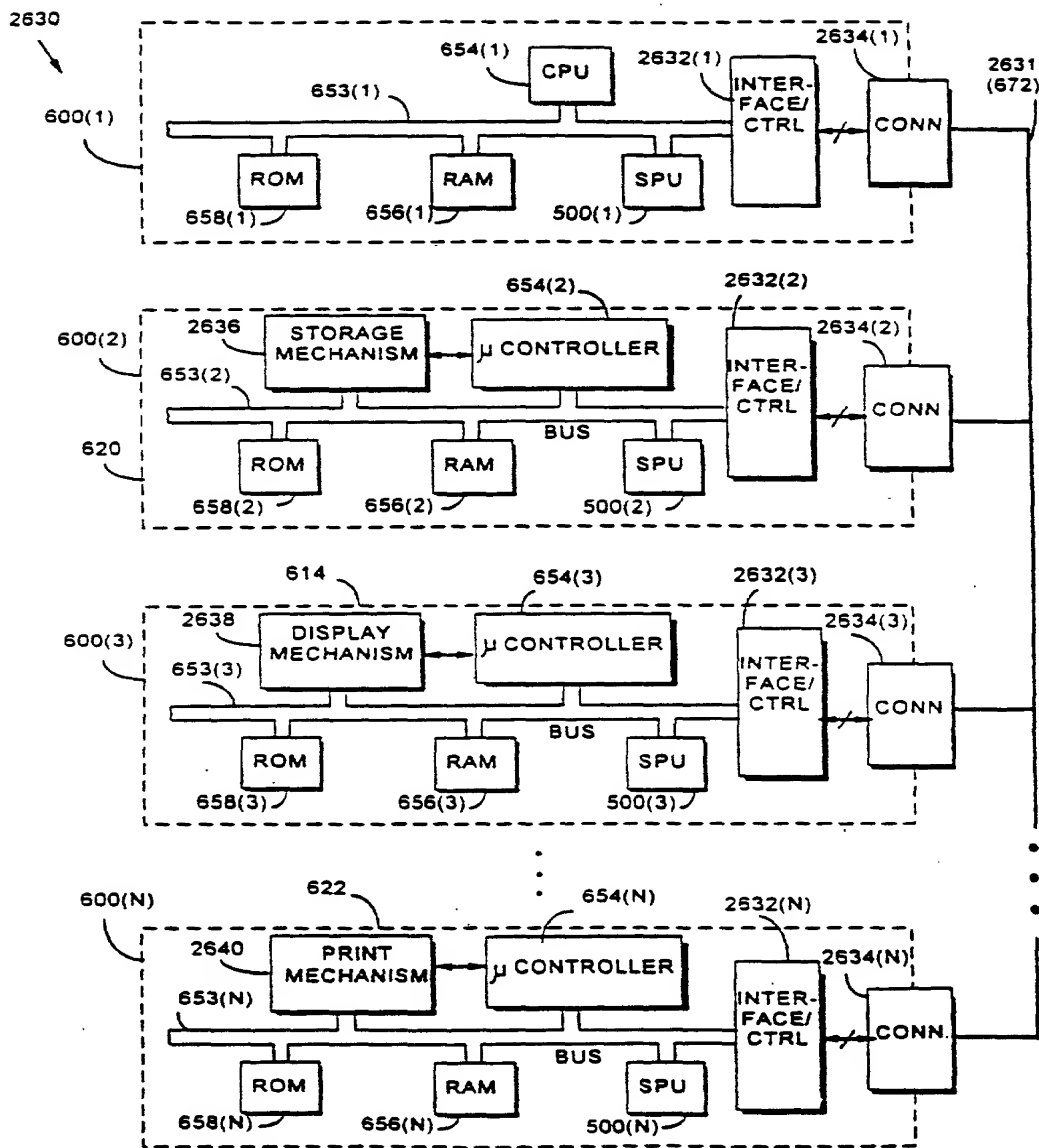 2630
654(1)
2632(1)
2634(1)
2631
(672)
653(1)
CPU
INTER-
FACE/
CTRL
600(1)
CONN
ROM
RAM
SPU
658(1)
656(1)
500(1)
654(2)
2632(2)
2636
STORAGE
MECHANISM
μ CONTROLLER
2634(2)
600(2)
653(2)
INTER-
FACE/
CTRL
CONN
BUS
620
ROM
RAM
SPU
658(2)
656(2)
500(2)
614
654(3)
2632(3)
2638
DISPLAY
MECHANISM
μ CONTROLLER
2634(3)
600(3)
653(3)
INTER-
FACE/
CTRL
CONN
BUS
ROM
RAM
SPU
658(3)
656(3)
500(3)
622
654(N)
2632(N)
600(N)
2640
PRINT
MECHANISM
μ CONTROLLER
2634(N)
653(N)
INTER-
FACE/
CTRL
CONN.
BUS
ROM
RAM
SPU
658(N)
656(N)
500(N)